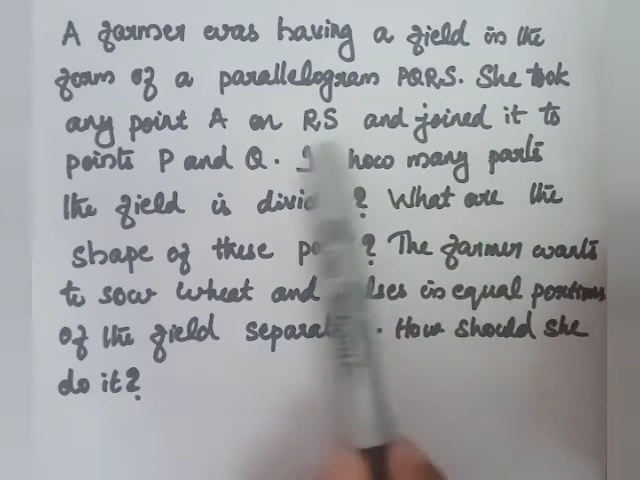 A farmer was having a field in the
form of a parallelogram PQRS. She took
any point A on RS and joined it to
points P and Q. how many parts
the field is ? What are the
shape of these ? The farmer wants
to sow wheat and in equal portions
of the field . How should she
do it?